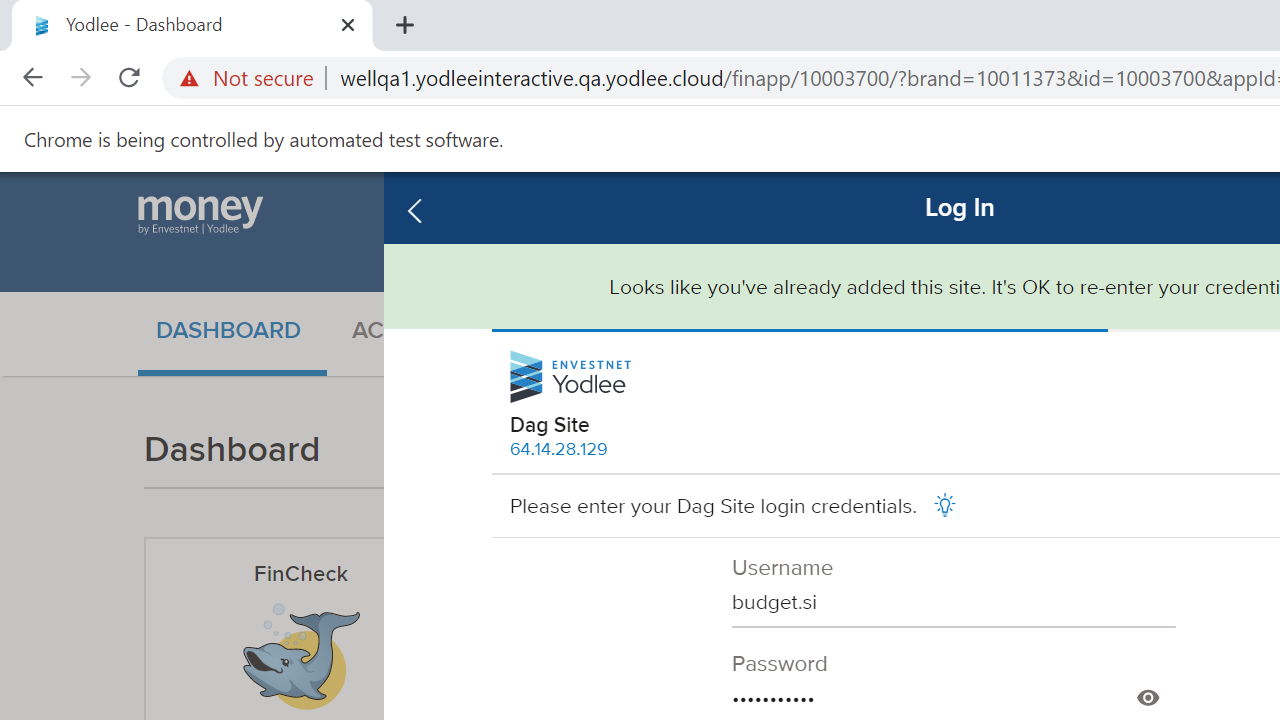 Yodlee - Dashboard
Not secure | wellqa1.yodleeinteractive.qa.yodlee.cloud/finapp/10003700/?brand=10011373&id=10003700&appId=
Chrome is being controlled by automated test software.
money
by Envestnet | Yodlee
Log In
Looks like you've already added this site. It's OK to re-enter your credenti
DASHBOARD AC
ENVESTNET
Yodlee
Dag Site
64.14.28.129
Dashboard
Please enter your Dag Site login credentials.
FinCheck
Username
budget.si
Password
•••••••••••